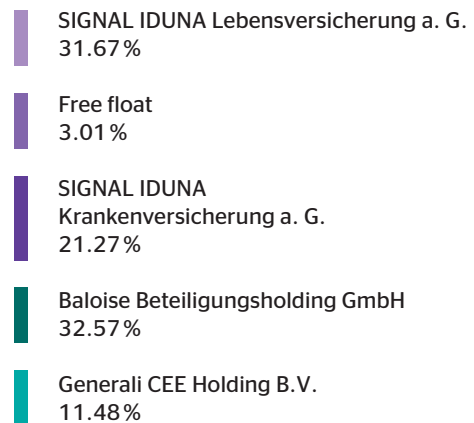 SIGNAL IDUNA Lebensversicherung a. G.
31.67 %
Free float
3.01 %
SIGNAL IDUNA
Krankenversicherung a. G.
21.27 %
Baloise Beteiligungsholding GmbH
32.57 %
Generali CEE Holding B.V.
11.48 %